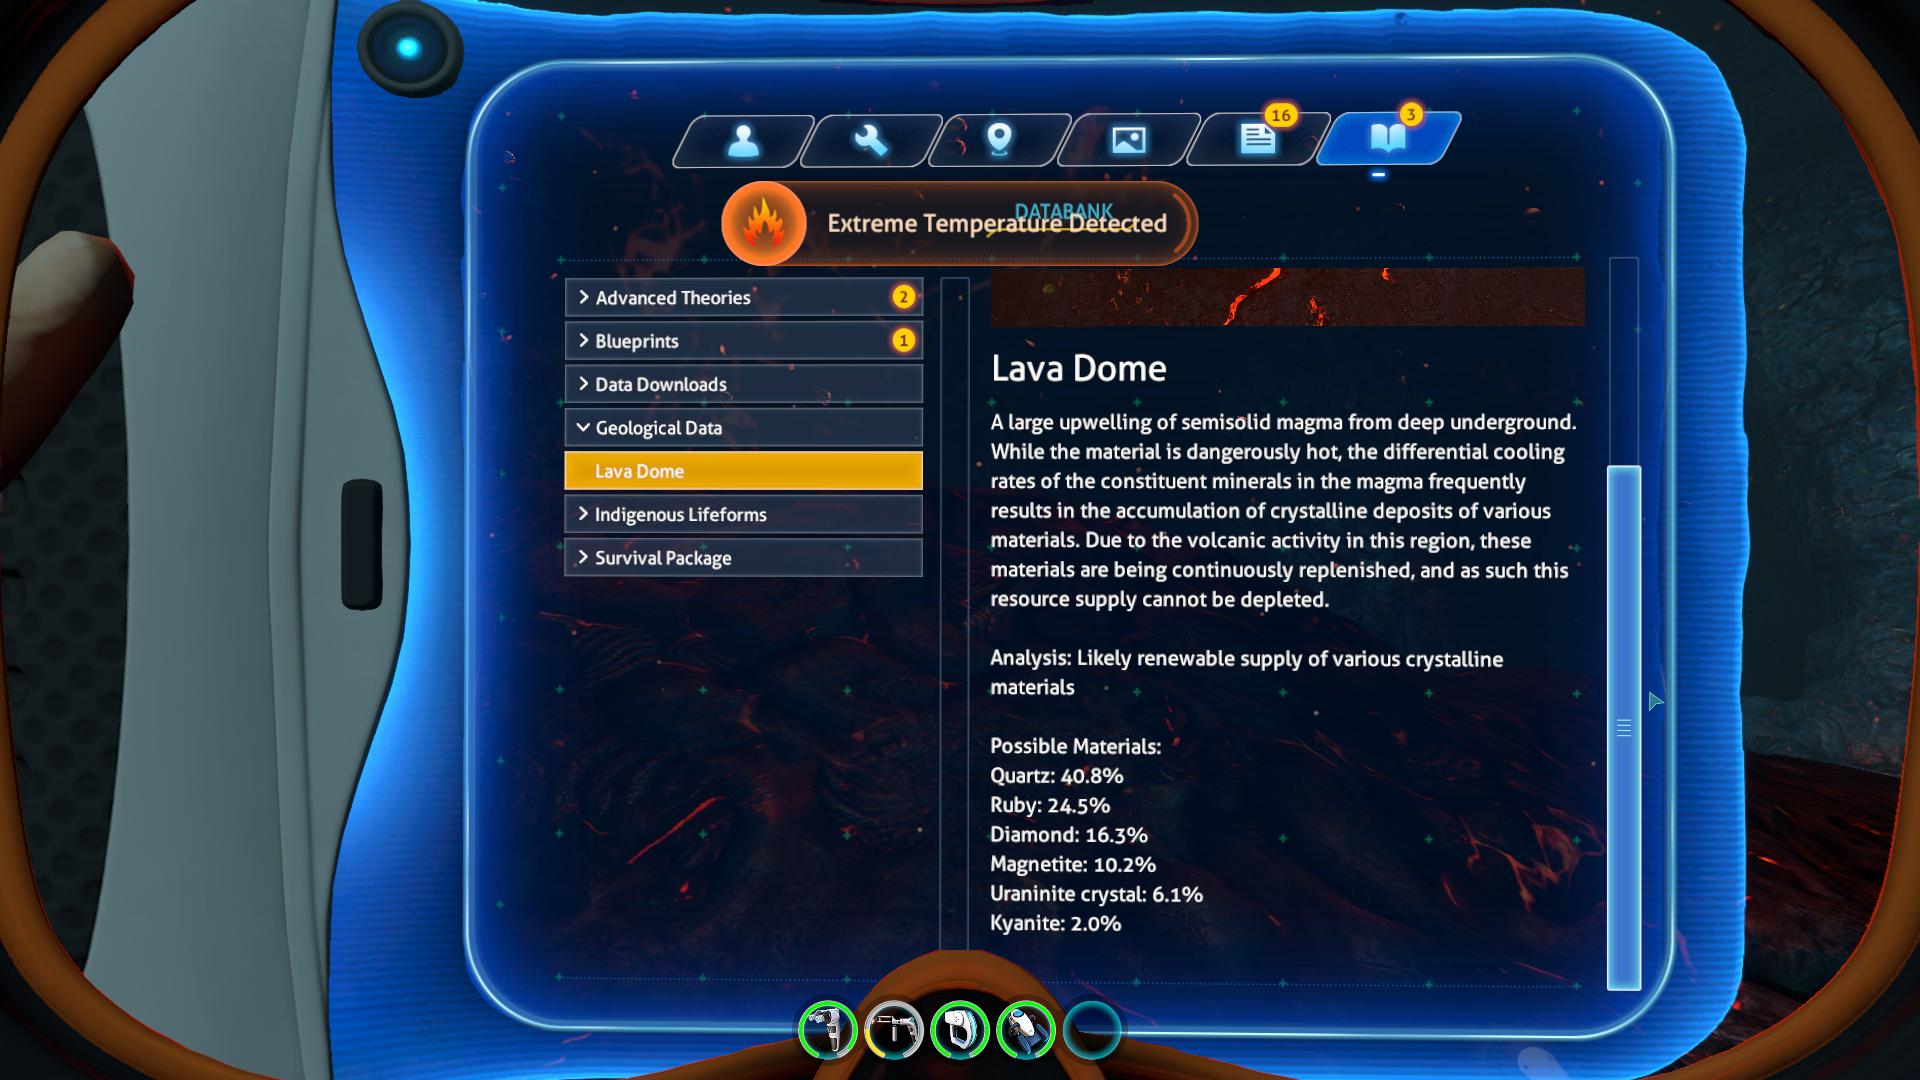 16
3
DATABANK
Extreme Temperature Detected
Advanced Theories
2
Blueprints
1
Data Downloads
Geological Data
Lava Dome
Indigenous Lifeforms
Survival Package
Lava Dome
A large upwelling of semisolid magma from deep underground.
While the material is dangerously hot, the differential cooling
rates of the constituent minerals in the magma frequently
results in the accumulation of crystalline deposits of various
materials. Due to the volcanic activity in this region, these
materials are being continuously replenished, and as such this
resource supply cannot be depleted.
Analysis: Likely renewable supply of various crystalline
materials
Possible Materials:
Quartz: 40.8%
Ruby: 24.5%
Diamond: 16.3%
Magnetite: 10.2%
Uraninite crystal: 6.1%
Kyanite: 2.0%